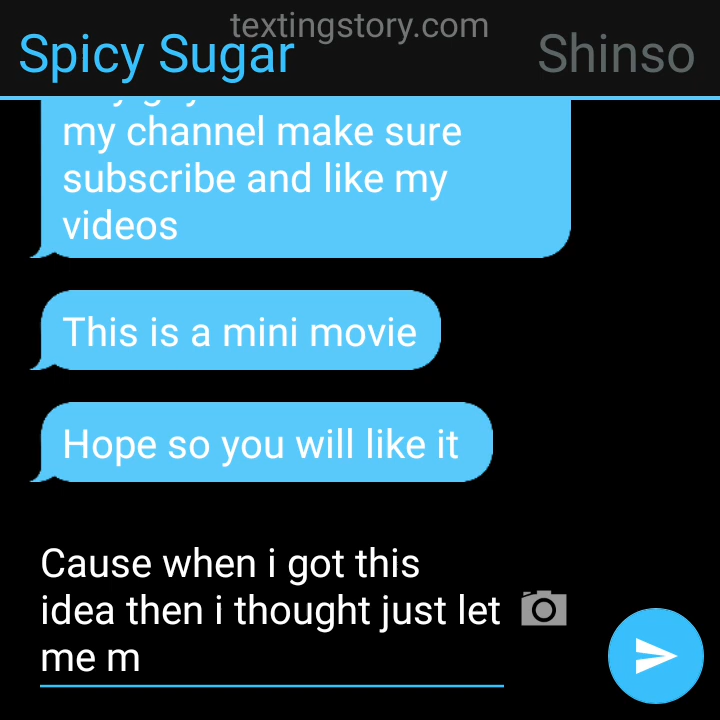 textingstory.com
Spicy Sugar
Shinso
my channel make sure
subscribe and like my
videos
This is a mini movie
Hope so you will like it
Cause when i got this
idea then i thought just let
me m